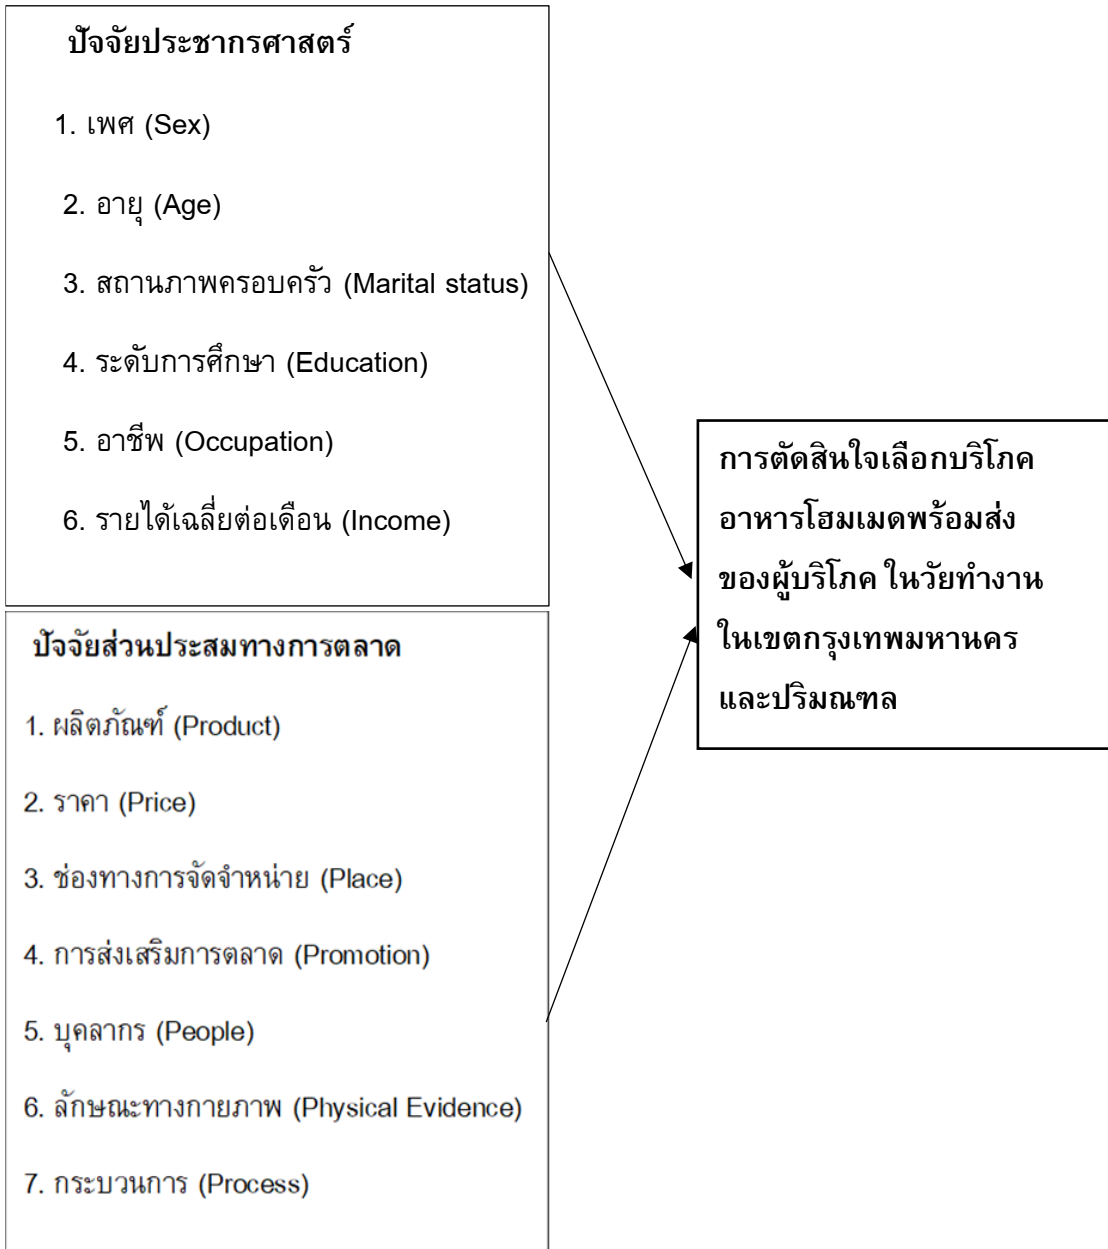 ปัจจัยประชากรศาสตร์
1. เพศ (Sex)
2. อายุ (Age)
3. สถานภาพครอบครัว (Marital status)
4. ระดับการศึกษา (Education)
5. อาชีพ (Occupation)
6. รายได้เฉลี่ยต่อเดือน (Income)
ปัจจัยส่วนประสมทางการตลาด
1. ผลิตภัณฑ์ (Product)
2. ราคา (Price)
3. ช่องทางการจัดจำหน่าย (Place)
4. การส่งเสริมการตลาด (Promotion)
5. บุคลากร (People)
6. ลักษณะทางกายภาพ (Physical Evidence)
7. กระบวนการ (Process)
การตัดสินใจเลือกบริโภค
อาหารโฮมเมดพร้อมส่ง
ของผู้บริโภค ในวัยทำงาน
ในเขตกรุงเทพมหานคร
และปริมณฑล